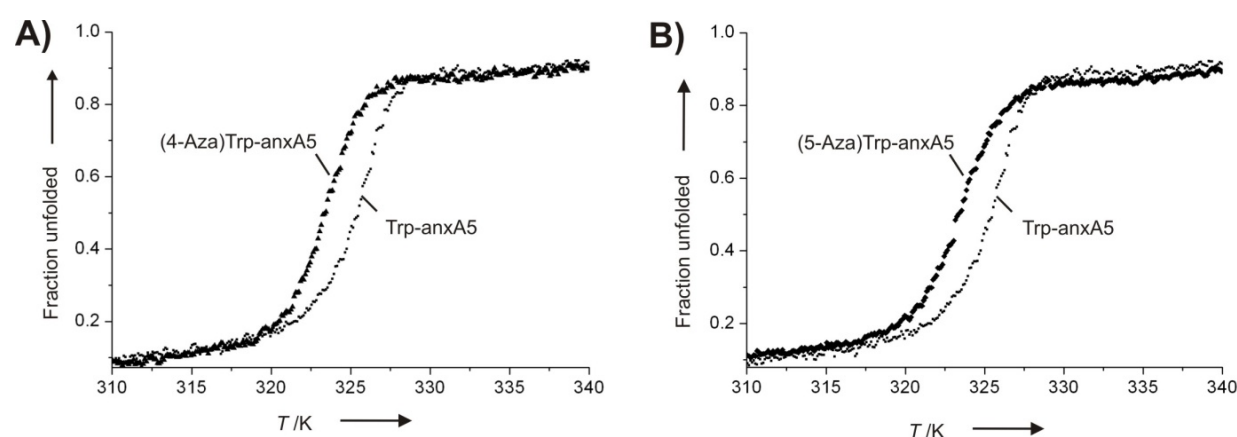 A)
1.0
0.8
0.6
0.4
0.2
Fraction unfolded
(4-Aza)Trp-anxA5
Trp-anxA5
310 315 320 325 330 335 340
T /K
B)
1.0
0.8
0.6
0.4
0.2
Fraction unfolded
(5-Aza)Trp-anxA5
Trp-anxA5
310 315 320 325 330 335 340
T /K